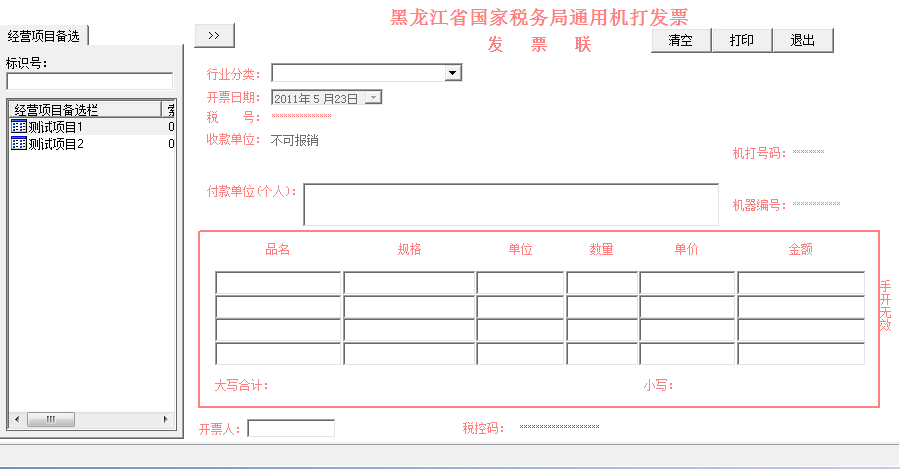 黑龙江省国家税务局通用机打发票
发 票 联
经营项目备选
>>
清空 打印 退出
标识号：
行业分类：
开票日期： 2011年 5 月23日
税 号： ***************
收款单位： 不可报销
机打号码： ********
付款单位(个人)：
机器编号： ************
经营项目备选栏
测试项目1 0
测试项目2 0
品名 规格 单位 数量 单价 金额
手开无效
大写合计： 小写：
开票人： 税控码： ********************